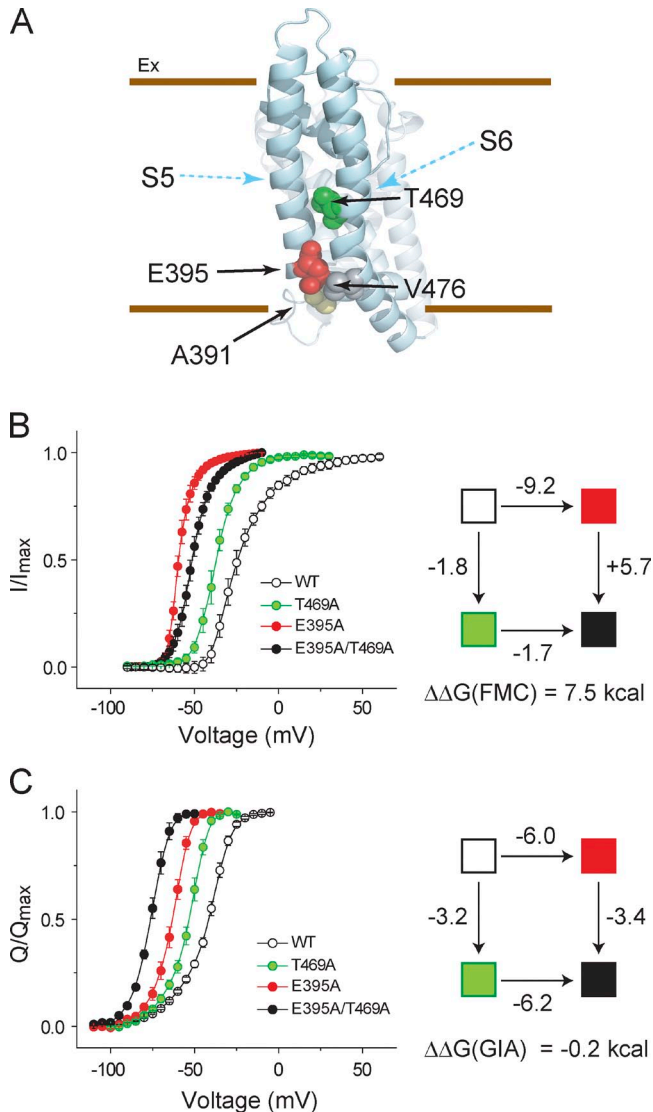 A
Ex
S5
S6
T469
E395
V476
A391
B
I/Imax
1.0
0.5
0.0
WT
T469A
E395A
E395A/T469A
-100 -50 0 50
Voltage (mV)
-9.2
-1.8
+5.7
-1.7
ΔΔG(FMC) = 7.5 kcal
C
Q/Qmax
1.0
0.5
0.0
WT
T469A
E395A
E395A/T469A
-100 -50 0 50
Voltage (mV)
-6.0
-3.2
-3.4
-6.2
ΔΔG(GIA) = -0.2 kcal